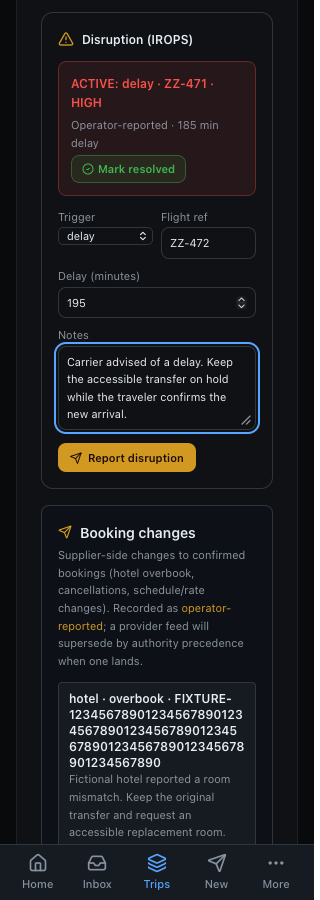 Disruption (IROPS)
ACTIVE: delay · ZZ-471 ·
HIGH
Operator-reported · 185 min
delay
Mark resolved
Trigger
Flight ref
delay
ZZ-472
Delay (minutes)
195
Notes
Carrier advised of a delay. Keep
the accessible transfer on hold
while the traveler confirms the
new arrival.
Report disruption
Booking changes
Supplier-side changes to confirmed
bookings (hotel overbook,
cancellations, schedule/rate
changes). Recorded as operator-
reported; a provider feed will
supersede by authority precedence
when one lands.
hotel · overbook · FIXTURE-
12345678901234567890123
4567890123456789012345
67890123456789012345678
901234567890
Fictional hotel reported a room
mismatch. Keep the original
transfer and request an
accessible replacement room.
Home
Inbox
Trips
New
More